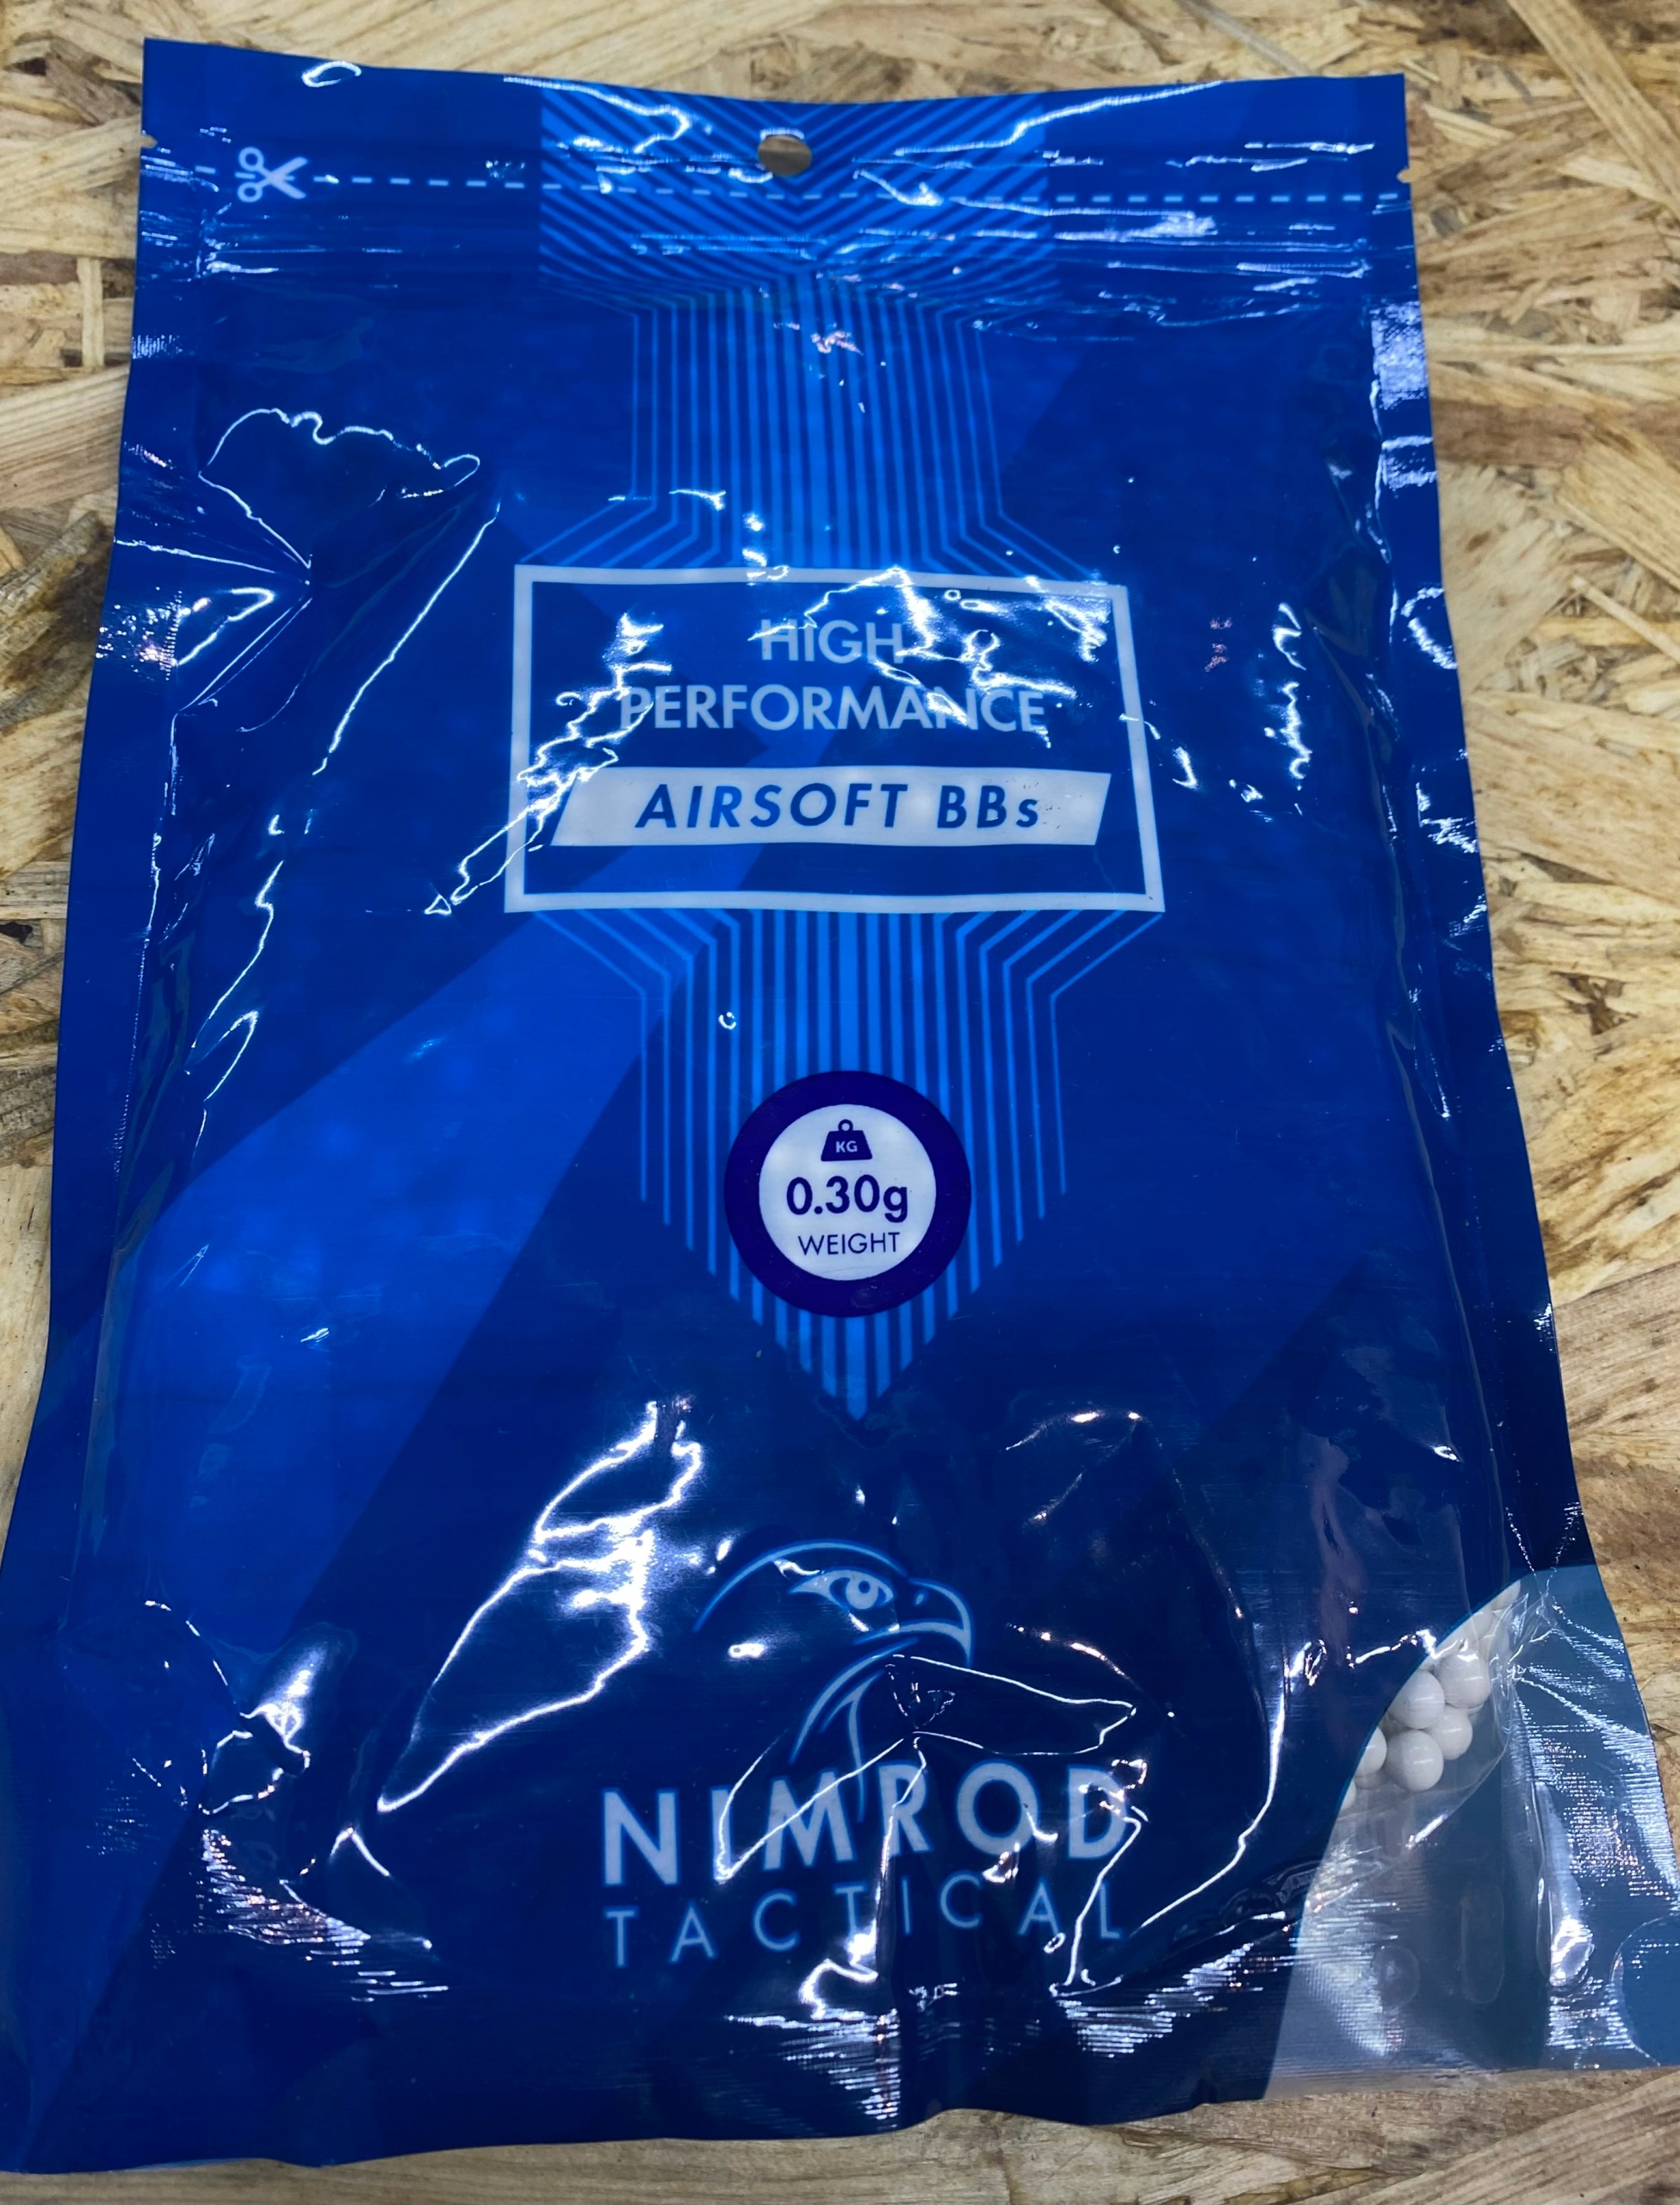 HIGH
PERFORMANCE
AIRSOFT BBs
KG
0.30g
WEIGHT
NIMROD
TACTICAL